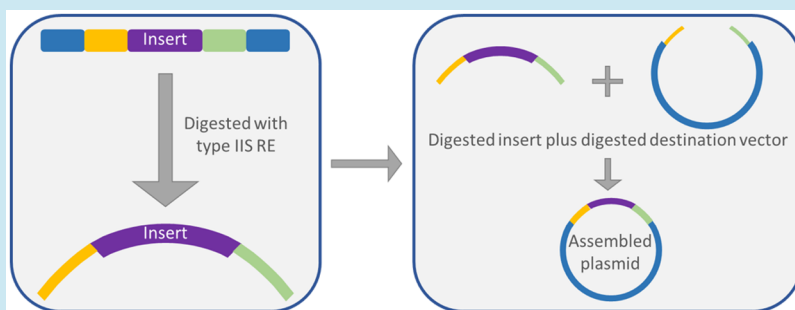 Insert
Digested with
type IIS RE
Insert
Digested insert plus digested destination vector
Assembled
plasmid